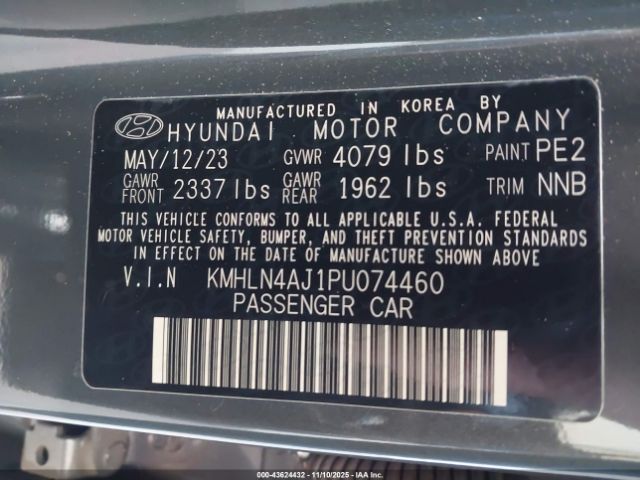 MANUFACTURED IN KOREA BY
HYUNDAI MOTOR COMPANY
MAY/12/23 GVWR 4079 lbs PAINT PE2
GAWR FRONT 2337 lbs GAWR REAR 1962 lbs TRIM NNB
THIS VEHICLE CONFORMS TO ALL APPLICABLE U.S.A. FEDERAL
MOTOR VEHICLE SAFETY, BUMPER, AND THEFT PREVENTION STANDARDS
IN EFFECT ON THE DATE OF MANUFACTURE SHOWN ABOVE.
V.I.N KMHLN4AJ1PU074460
PASSENGER CAR
000-43624432 - 11/10/2025 - IAAI.COM